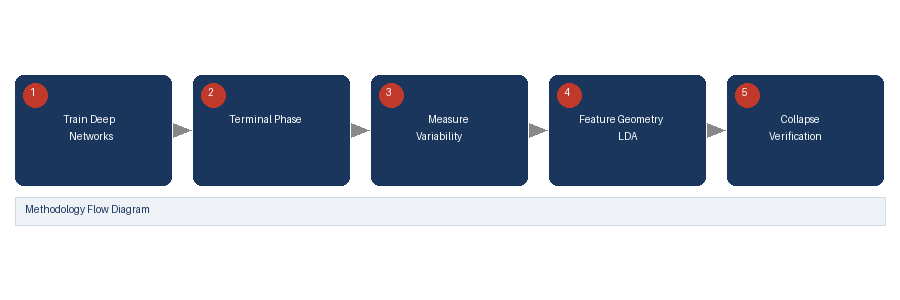 1
Train Deep
Networks
2
Terminal Phase
3
Measure
Variability
4
Feature Geometry
LDA
5
Collapse
Verification
Methodology Flow Diagram